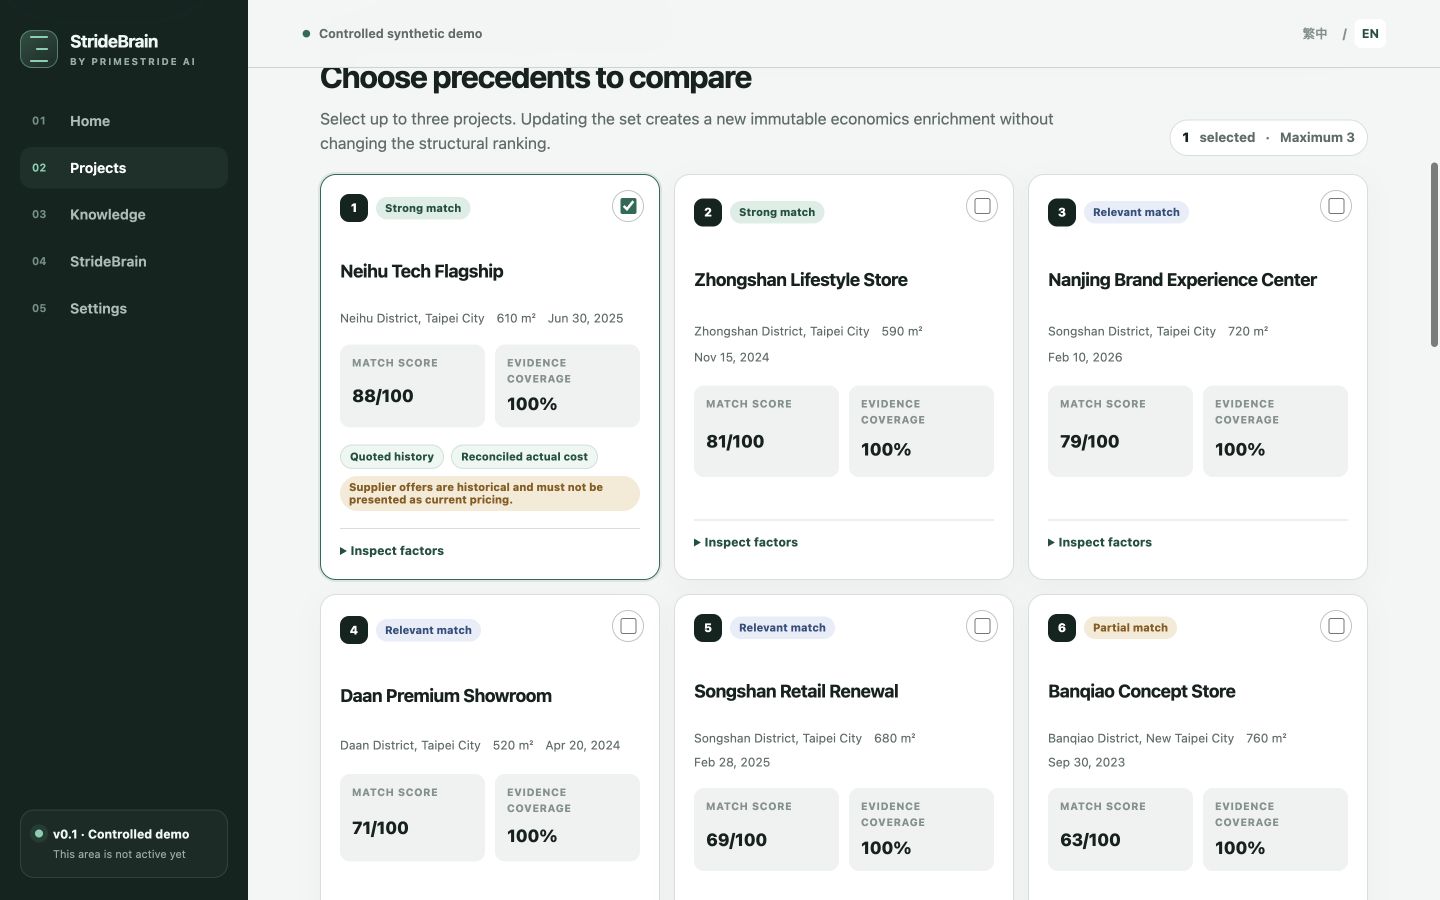 StrideBrain
BY PRIMESTRIDE AI
01 Home
02 Projects
03 Knowledge
04 StrideBrain
05 Settings
v0.1 · Controlled demo
This area is not active yet
Controlled synthetic demo
繁中 / EN
Choose precedents to compare
Select up to three projects. Updating the set creates a new immutable economics enrichment without
changing the structural ranking.
1 selected · Maximum 3
1 Strong match
Neihu Tech Flagship
Neihu District, Taipei City 610 m² Jun 30, 2025
MATCH SCORE
88/100
EVIDENCE
COVERAGE
100%
Quoted history
Reconciled actual cost
Supplier offers are historical and must not be
presented as current pricing.
Inspect factors
2 Strong match
Zhongshan Lifestyle Store
Zhongshan District, Taipei City 590 m²
Nov 15, 2024
MATCH SCORE
81/100
EVIDENCE
COVERAGE
100%
Inspect factors
3 Relevant match
Nanjing Brand Experience Center
Songshan District, Taipei City 720 m²
Feb 10, 2026
MATCH SCORE
79/100
EVIDENCE
COVERAGE
100%
Inspect factors
4 Relevant match
Daan Premium Showroom
Daan District, Taipei City 520 m² Apr 20, 2024
MATCH SCORE
71/100
EVIDENCE
COVERAGE
100%
5 Relevant match
Songshan Retail Renewal
Songshan District, Taipei City 680 m²
Feb 28, 2025
MATCH SCORE
69/100
EVIDENCE
COVERAGE
100%
6 Partial match
Banqiao Concept Store
Banqiao District, New Taipei City 760 m²
Sep 30, 2023
MATCH SCORE
63/100
EVIDENCE
COVERAGE
100%